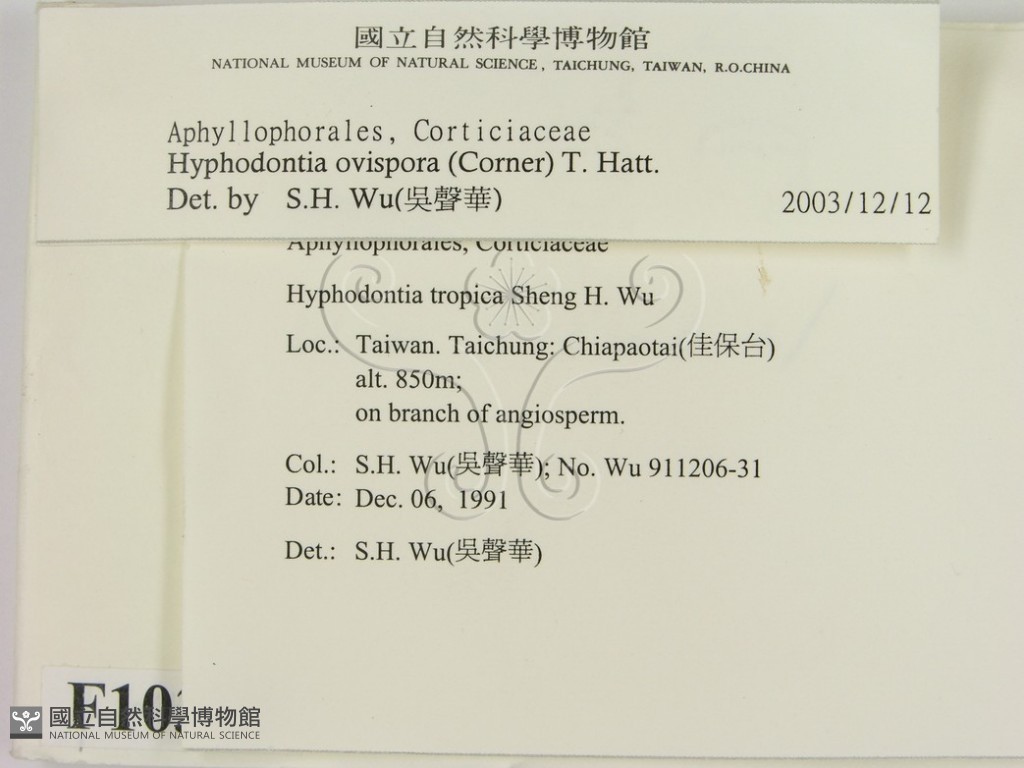 國立自然科學博物館
NATIONAL MUSEUM OF NATURAL SCIENCE, TAICHUNG, TAIWAN, R.O.CHINA
Aphyllophorales, Corticiaceae
Hyphodontia ovispora (Corner) T. Hatt.
Det. by S.H. Wu(吳聲華)
2003/12/12
Aphyllophorales, Corticiaceae
Hyphodontia tropica Sheng H. Wu
Loc.: Taiwan. Taichung: Chiapaotai(佳保台)
alt. 850m;
on branch of angiosperm.
Col.: S.H. Wu(吳聲華); No. Wu 911206-31
Date: Dec. 06, 1991
Det.: S.H. Wu(吳聲華)
國立自然科學博物館
NATIONAL MUSEUM OF NATURAL SCIENCE